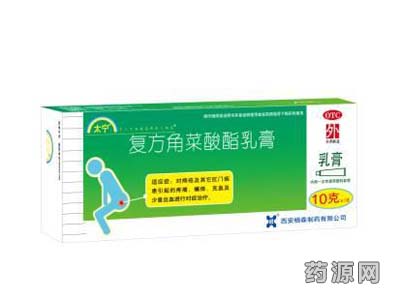 太宁
复方角菜酸酯乳膏
OTC
外
乳膏
10克
适应症：对痔疮及其它肛门疾
患引起的疼痛、瘙痒、充血及
少量出血进行对症治疗。
西安杨森制药有限公司
药源网